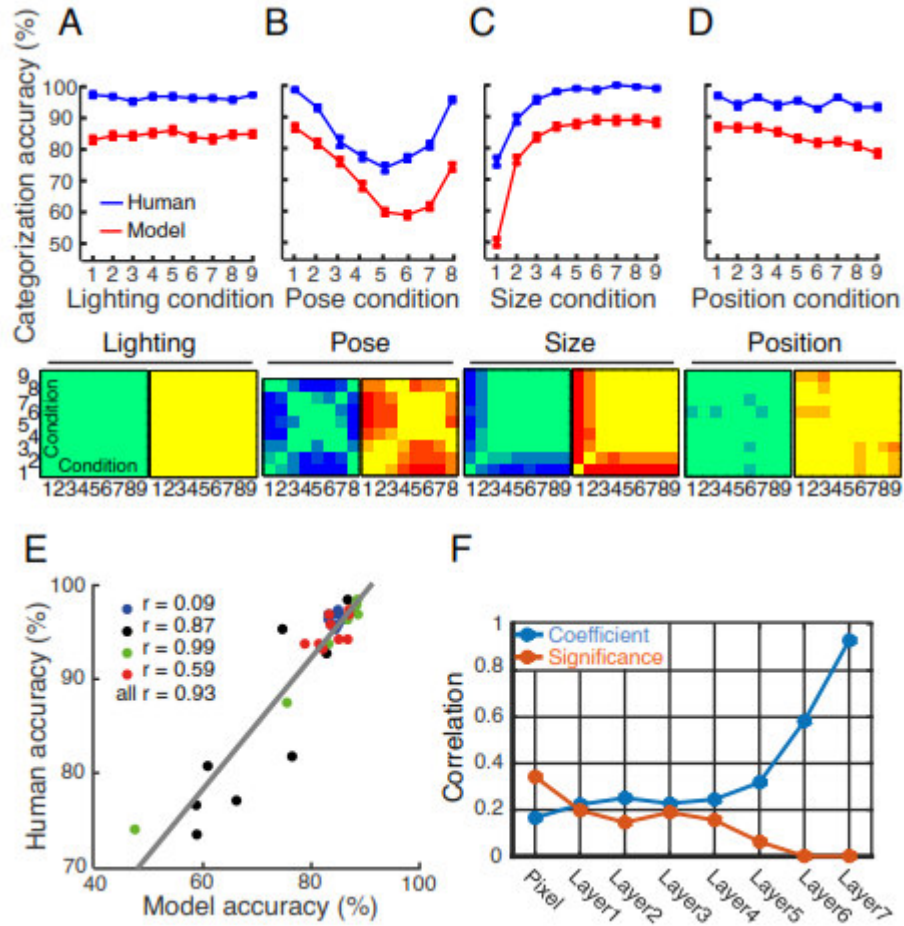 A B C D
Categorization accuracy (%)
100
90
80
70
60
50
Human
Model
1 2 3 4 5 6 7 8 9
1 2 3 4 5 6 7 8
1 2 3 4 5 6 7 8 9
1 2 3 4 5 6 7 8 9
Lighting condition
Pose condition
Size condition
Position condition
Lighting
Pose
Size
Position
9
8
7
6
5
4
3
2
1
Condition
Condition
123456789
123456789
12345678
12345678
123456789
123456789
123456789
123456789
E
Human accuracy (%)
100
90
80
70
r = 0.09
r = 0.87
r = 0.99
r = 0.59
all r = 0.93
40 60 80 100
Model accuracy (%)
F
Correlation
1
0.8
0.6
0.4
0.2
0
Coefficient
Significance
Pixel
Layer1
Layer2
Layer3
Layer4
Layer5
Layer6
Layer7